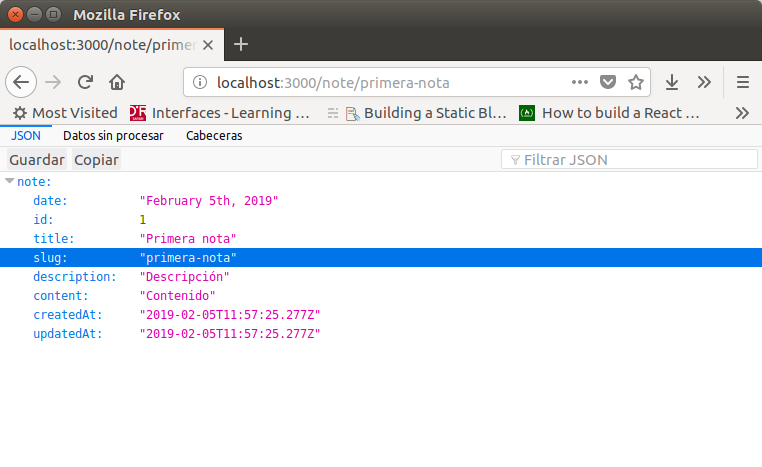 Mozilla Firefox
localhost:3000/note/primer
localhost:3000/note/primera-nota
Most Visited Interfaces - Learning ... Building a Static Bl... How to build a React ...
JSON Datos sin procesar Cabeceras
Guardar Copiar Filtrar JSON
note:
date: "February 5th, 2019"
id: 1
title: "Primera nota"
slug: "primera-nota"
description: "Descripción"
content: "Contenido"
createdAt: "2019-02-05T11:57:25.277Z"
updatedAt: "2019-02-05T11:57:25.277Z"